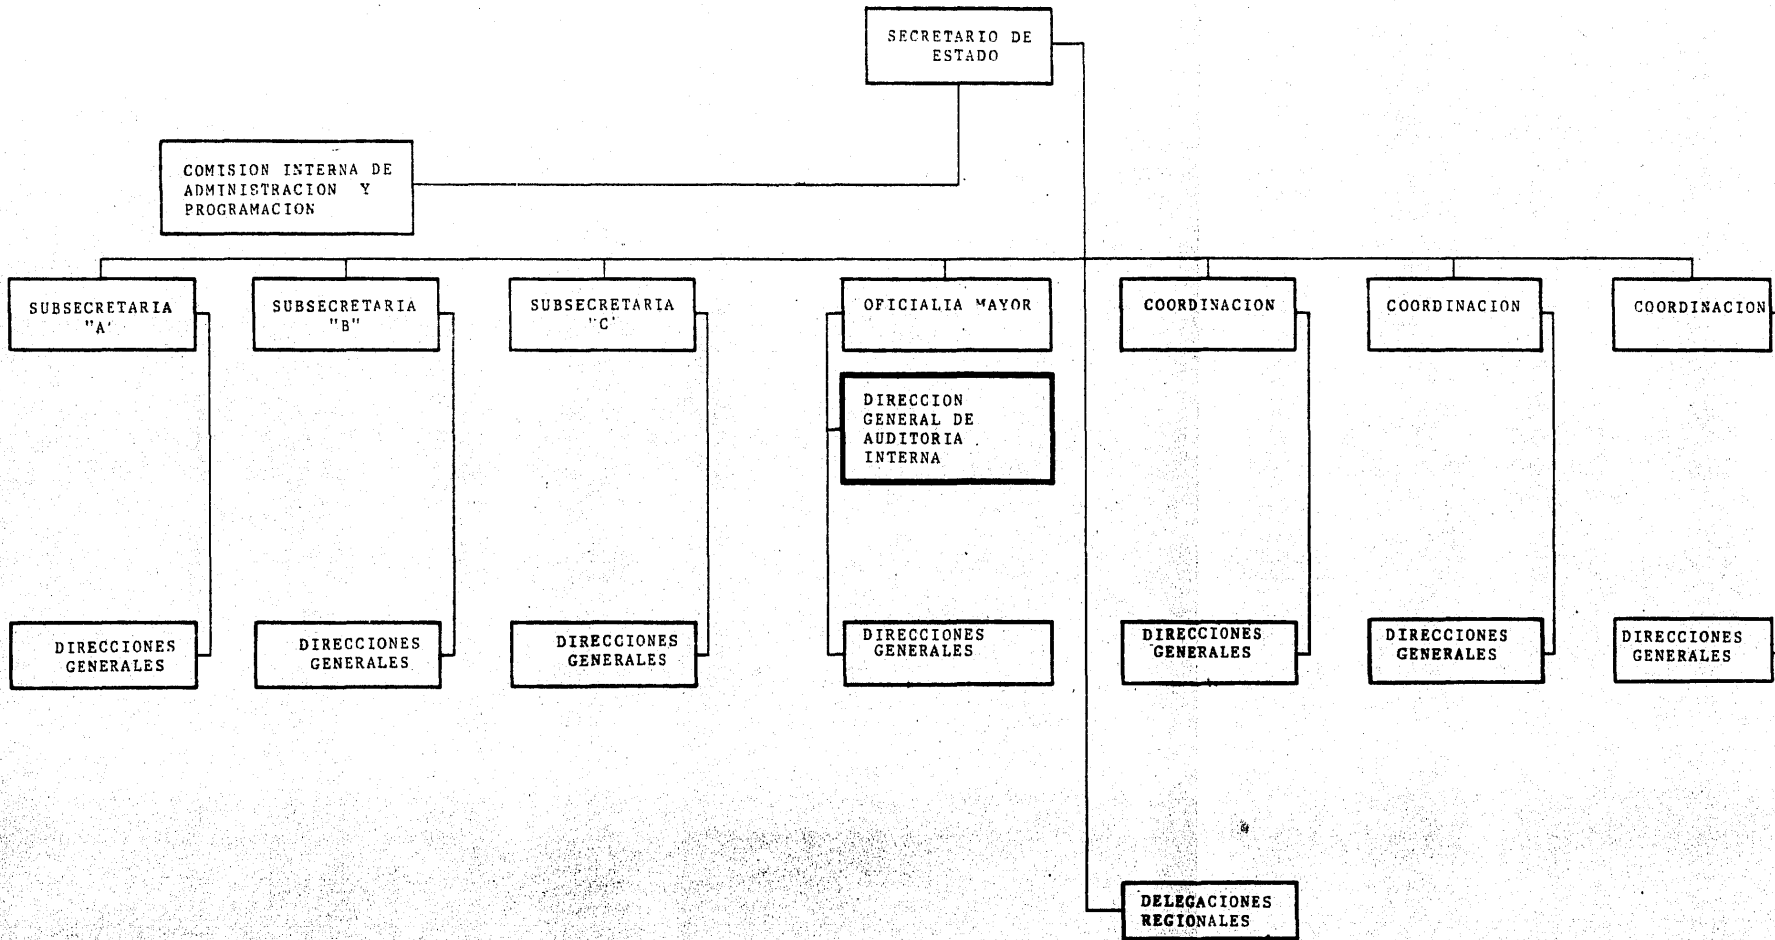 SECRETARIO DE
ESTADO
COMISION INTERNA DE
ADMINISTRACION Y
PROGRAMACION
SUBSECRETARIA
"A"
SUBSECRETARIA
"B"
SUBSECRETARIA
"C"
OFICIALIA MAYOR
COORDINACION
COORDINACION
COORDINACION
DIRECCION
GENERAL DE
AUDITORIA
INTERNA
DIRECCIONES
GENERALES
DIRECCIONES
GENERALES
DIRECCIONES
GENERALES
DIRECCIONES
GENERALES
DIRECCIONES
GENERALES
DIRECCIONES
GENERALES
DIRECCIONES
GENERALES
DELEGACIONES
REGIONALES